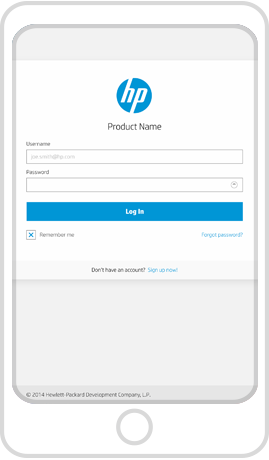 hp
Product Name
Username
joe.smith@hp.com
Password
Log In
Remember me
Forgot password?
Don't have an account? Sign up now!
© 2014 Hewlett-Packard Development Company, L.P.